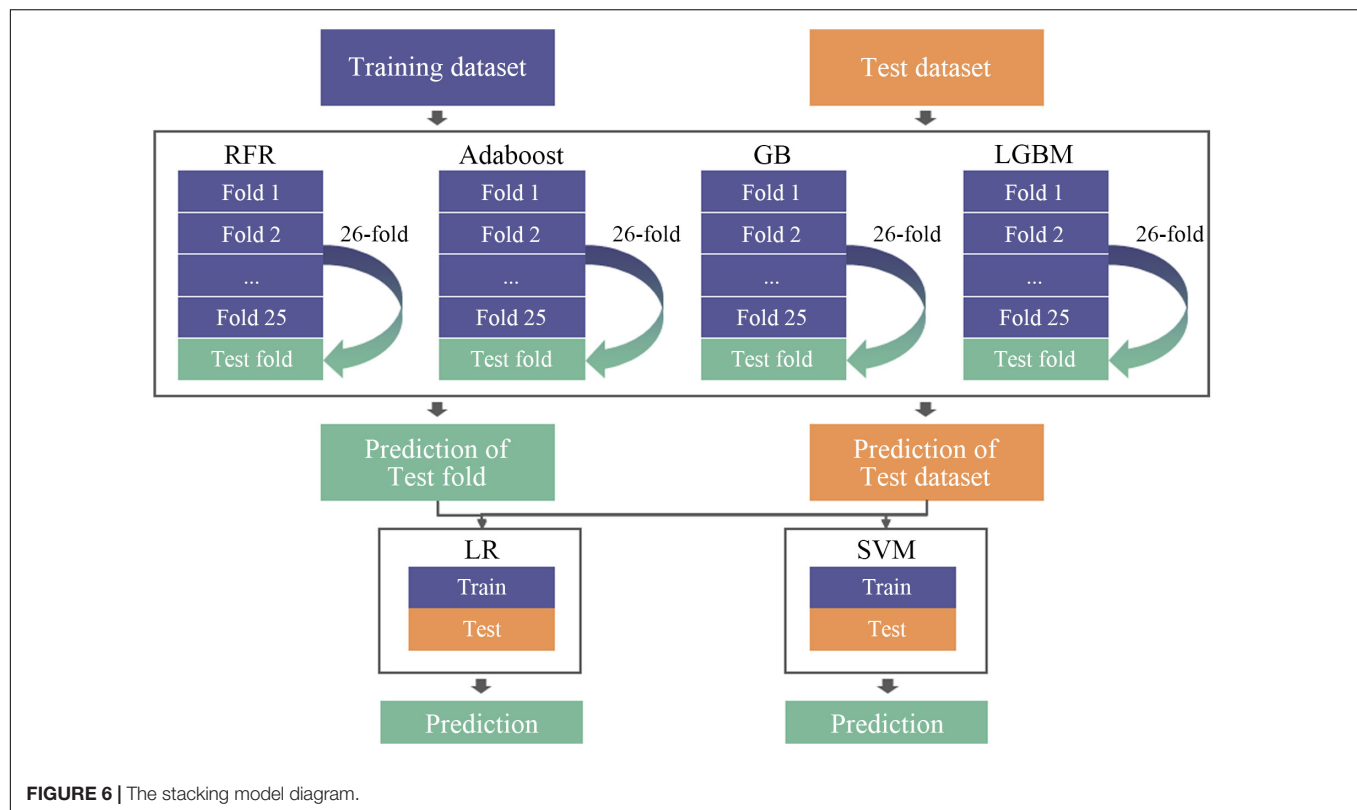 Training dataset
Test dataset
RFR
Adaboost
GB
LGBM
Fold 1
Fold 2
...
Fold 25
Test fold
26-fold
Fold 1
Fold 2
...
Fold 25
Test fold
26-fold
Fold 1
Fold 2
...
Fold 25
Test fold
26-fold
Fold 1
Fold 2
...
Fold 25
Test fold
26-fold
Prediction of
Test fold
Prediction of
Test dataset
LR
Train
Test
SVM
Train
Test
Prediction
Prediction
FIGURE 6 | The stacking model diagram.